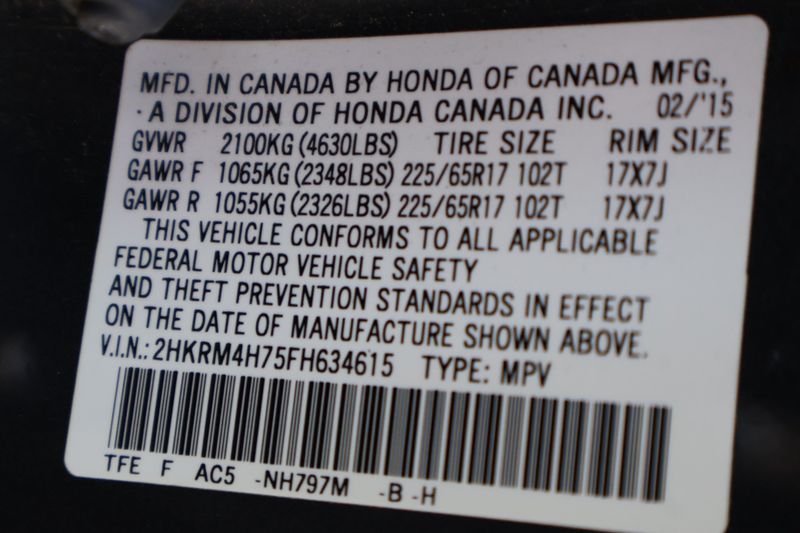 MFD. IN CANADA BY HONDA OF CANADA MFG.,
· A DIVISION OF HONDA CANADA INC. 02/'15
GVWR 2100KG (4630LBS) TIRE SIZE RIM SIZE
GAWR F 1065KG (2348LBS) 225/65R17 102T 17X7J
GAWR R 1055KG (2326LBS) 225/65R17 102T 17X7J
THIS VEHICLE CONFORMS TO ALL APPLICABLE
FEDERAL MOTOR VEHICLE SAFETY
AND THEFT PREVENTION STANDARDS IN EFFECT
ON THE DATE OF MANUFACTURE SHOWN ABOVE.
V.I.N.: 2HKRM4H75FH634615 TYPE: MPV
TFE F AC5 -NH797M -B -H